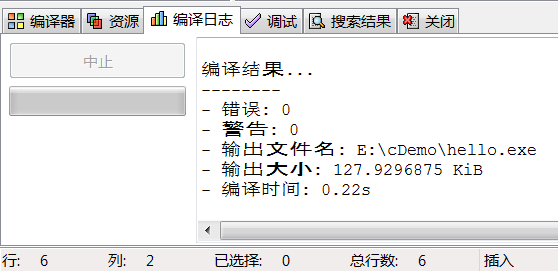 编译器 资源 编译日志 调试 搜索结果 关闭
中止
编译结果...
--------
- 错误: 0
- 警告: 0
- 输出文件名: E:\cDemo\hello.exe
- 输出大小: 127.9296875 KiB
- 编译时间: 0.22s
行: 6 列: 2 已选择: 0 总行数: 6 插入